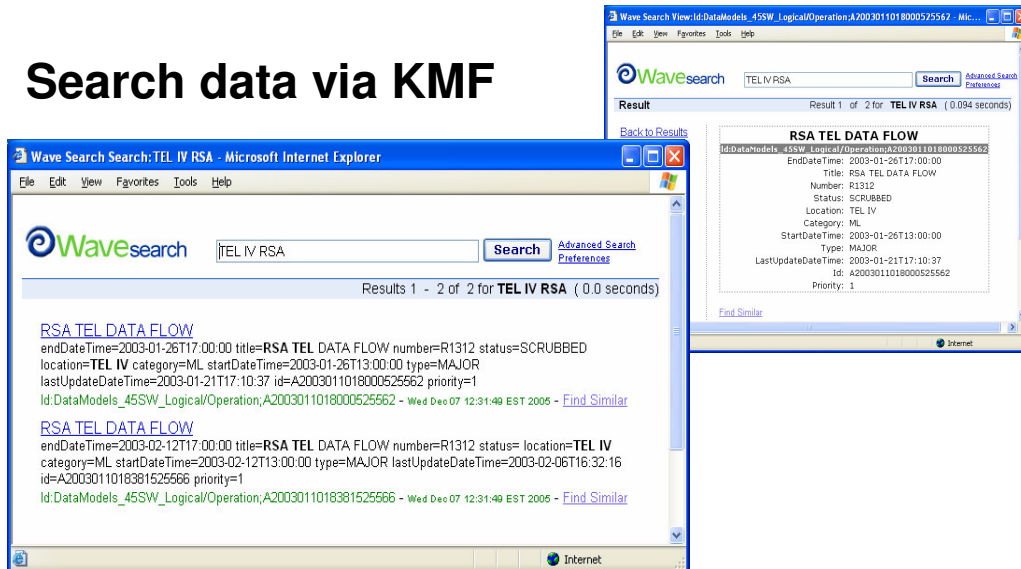 Search data via KMF
Wave Search View:Id:DataModels_45SW_Logical/Operation;A2003011018000525562 - Mic...
File Edit View Favorites Tools Help
Wavesearch TEL IV RSA Search Advanced Search
Preferences
Result Result 1 of 2 for TEL IV RSA ( 0.094 seconds)
Back to Results
RSA TEL DATA FLOW
Id:DataModels_45SW_Logical/Operation;A2003011018000525562
EndDateTime: 2003-01-26T17:00:00
Title: RSA TEL DATA FLOW
Number: R1312
Status: SCRUBBED
Location: TEL IV
Category: ML
StartDateTime: 2003-01-26T13:00:00
Type: MAJOR
LastUpdateDateTime: 2003-01-21T17:10:37
Id: A2003011018000525562
Priority: 1
Find Similar
Internet
Wave Search Search:TEL IV RSA - Microsoft Internet Explorer
File Edit View Favorites Tools Help
Wavesearch TEL IV RSA Search Advanced Search
Preferences
Results 1 - 2 of 2 for TEL IV RSA ( 0.0 seconds)
RSA TEL DATA FLOW
endDateTime=2003-01-26T17:00:00 title=RSA TEL DATA FLOW number=R1312 status=SCRUBBED
location=TEL IV category=ML startDateTime=2003-01-26T13:00:00 type=MAJOR
lastUpdateDateTime=2003-01-21T17:10:37 id=A2003011018000525562 priority=1
Id:DataModels_45SW_Logical/Operation;A2003011018000525562 - Wed Dec 07 12:31:49 EST 2005 - Find Similar
RSA TEL DATA FLOW
endDateTime=2003-02-12T17:00:00 title=RSA TEL DATA FLOW number=R1312 status= location=TEL IV
category=ML startDateTime=2003-02-12T13:00:00 type=MAJOR lastUpdateDateTime=2003-02-06T16:32:16
id=A2003011018381525566 priority=1
Id:DataModels_45SW_Logical/Operation;A2003011018381525566 - Wed Dec 07 12:31:49 EST 2005 - Find Similar
Internet